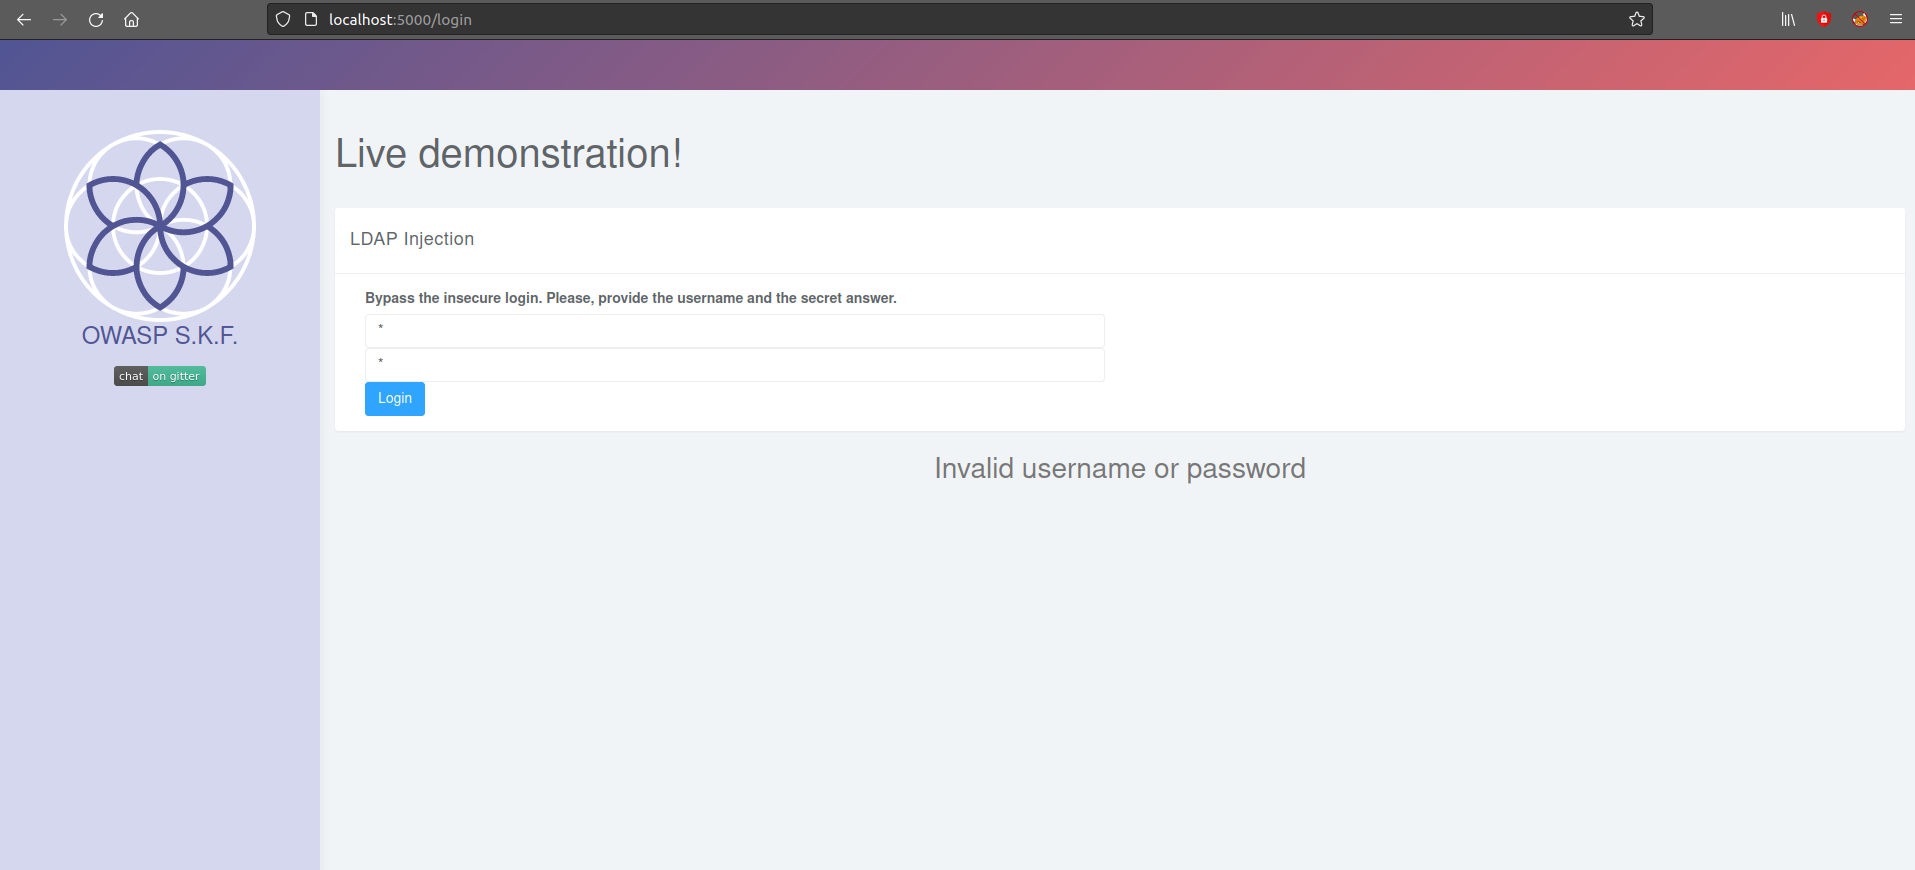 localhost:5000/login
Live demonstration!
LDAP Injection
Bypass the insecure login. Please, provide the username and the secret answer.
*
*
Login
Invalid username or password
OWASP S.K.F.
chat on gitter